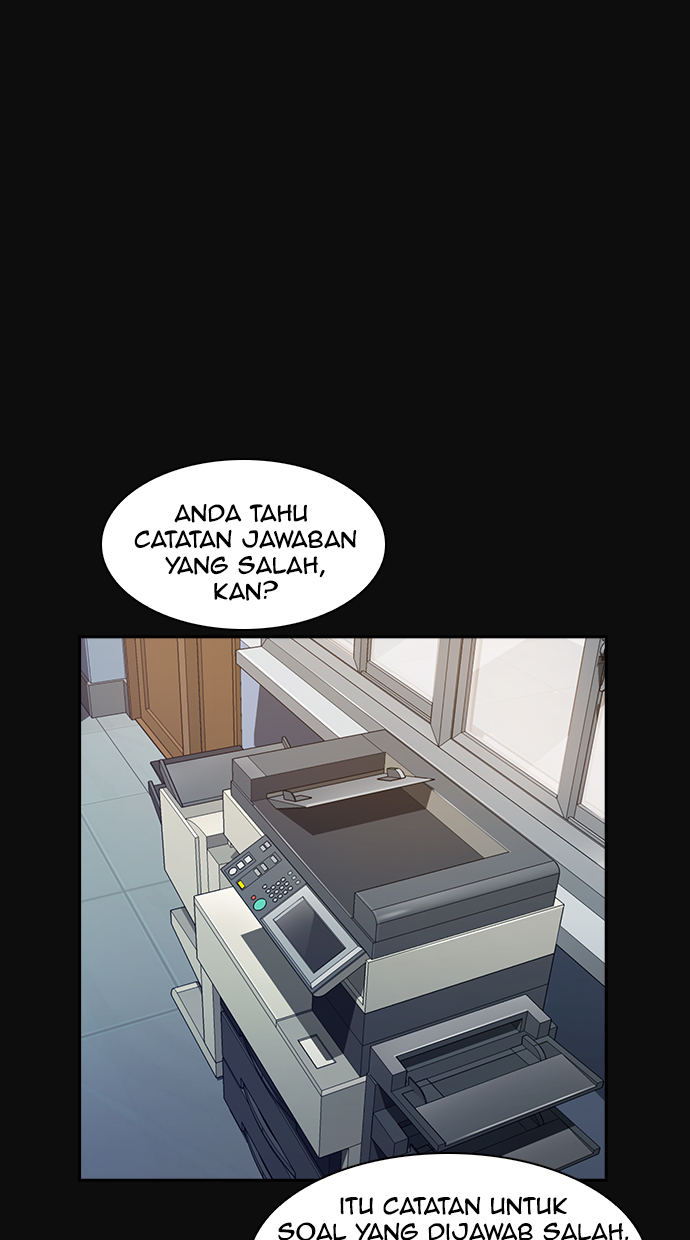 ANDA TAHU
CATATAN JAWABAN
YANG SALAH,
KAN?
ITU CATATAN UNTUK
SOAL YANG DIJAWAB SALAH.